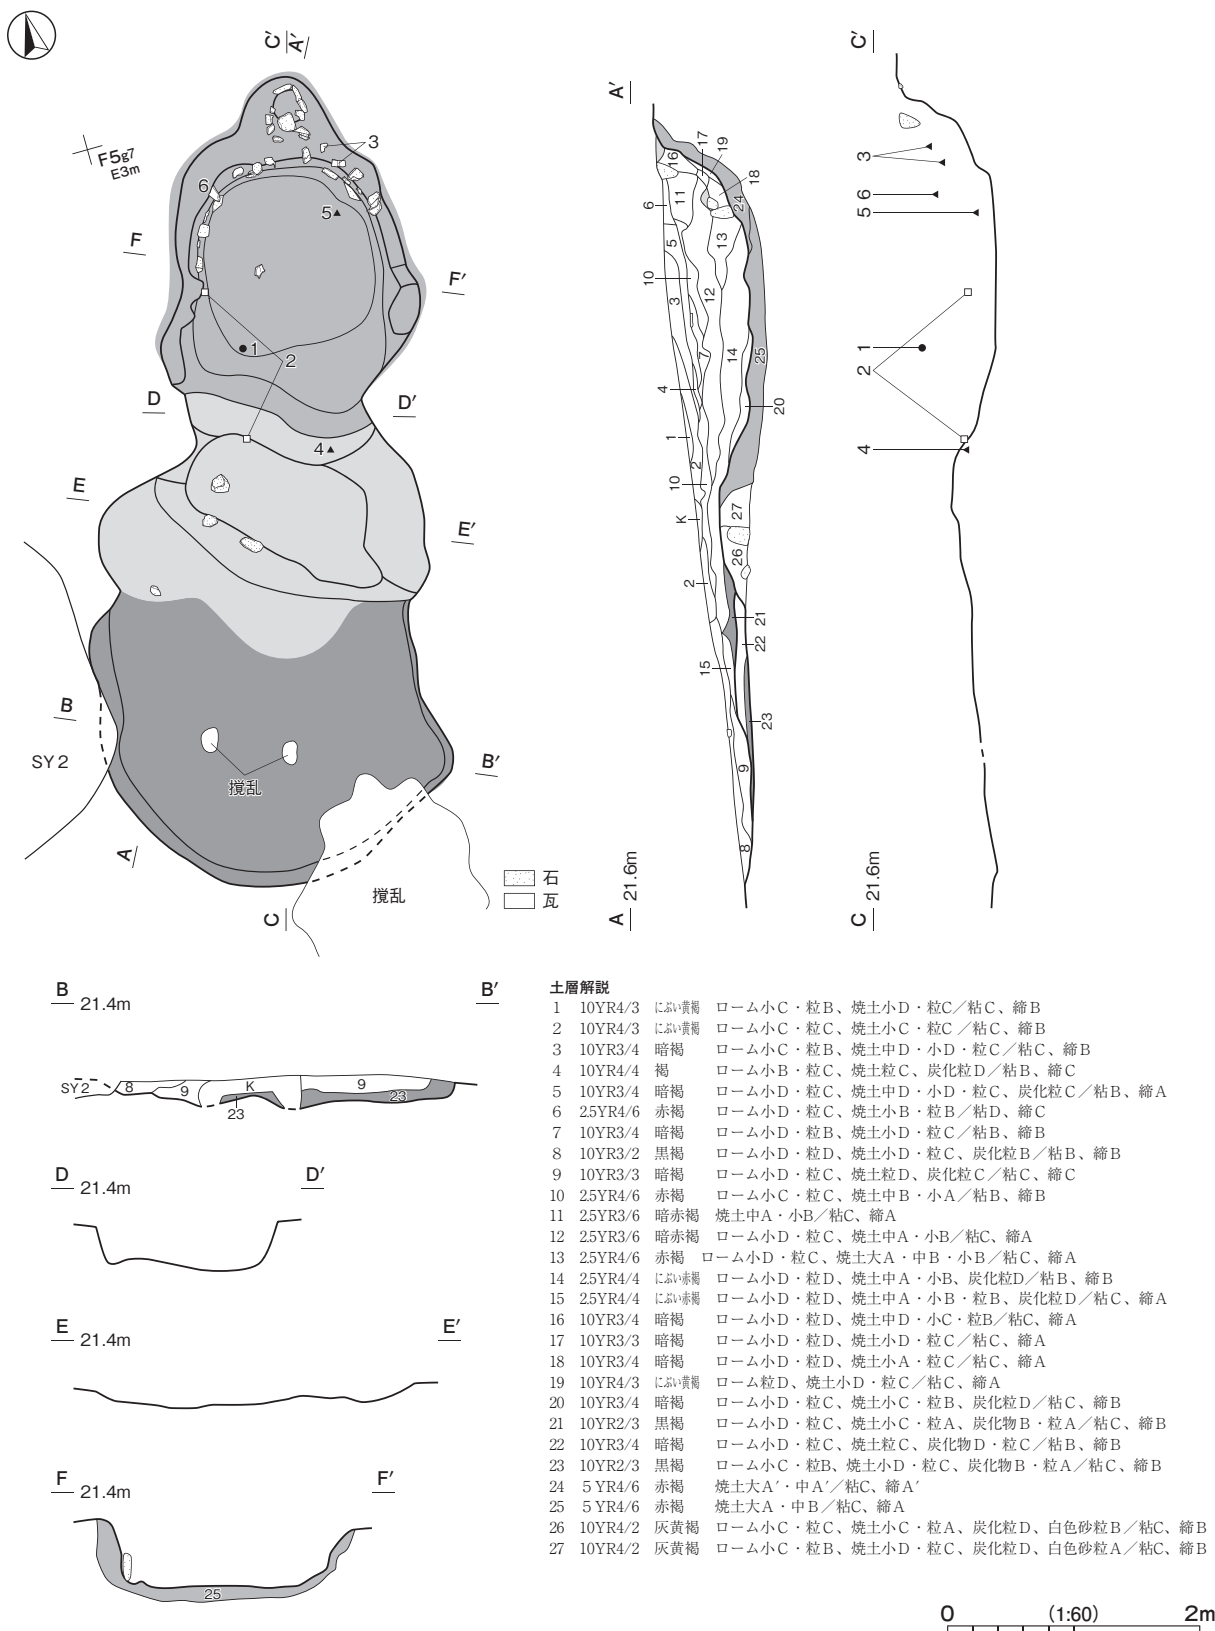 C′ A′
F5g7
E3m
3
6
5
F
F′
1
2
D
D′
4
E
E′
B
SY 2
撹乱
B′
A
C
撹乱
石
瓦
A′
16
17
19
18
6
11
24
5
13
10
3
12
7
14
25
4
20
1
2
10
K
27
26
2
21
22
15
23
9
8
A 21.6m
C′
3
6
5
1
2
4
C 21.6m
B 21.4m B′
SY 2 8 9 K 9
23 23
D 21.4m D′
E 21.4m E′
F 21.4m F′
25
土層解説
1 10YR4/3 にぶい黄褐 ローム小C・粒B、焼土小D・粒C/粘C、締B
2 10YR4/3 にぶい黄褐 ローム小C・粒C、焼土小C・粒C/粘C、締B
3 10YR3/4 暗褐 ローム小C・粒B、焼土中D・小D・粒C/粘C、締B
4 10YR4/4 褐 ローム小B・粒C、焼土粒C、炭化粒D/粘B、締C
5 10YR3/4 暗褐 ローム小D・粒C、焼土中D・小D・粒C、炭化粒C/粘B、締A
6 2.5YR4/6 赤褐 ローム小D・粒C、焼土小B・粒B/粘D、締C
7 10YR3/4 暗褐 ローム小D・粒B、焼土小D・粒C/粘B、締B
8 10YR3/2 黒褐 ローム小D・粒D、焼土小D・粒C、炭化粒B/粘B、締B
9 10YR3/3 暗褐 ローム小D・粒C、焼土粒D、炭化粒C/粘C、締C
10 2.5YR4/6 赤褐 ローム小C・粒C、焼土中B・小A/粘B、締B
11 2.5YR3/6 暗赤褐 焼土中A・小B/粘C、締A
12 2.5YR3/6 暗赤褐 ローム小D・粒C、焼土中A・小B/粘C、締A
13 2.5YR4/6 赤褐 ローム小D・粒C、焼土大A・中B・小B/粘C、締A
14 2.5YR4/4 にぶい赤褐 ローム小D・粒D、焼土中A・小B、炭化粒D/粘B、締B
15 2.5YR4/4 にぶい赤褐 ローム小D・粒D、焼土中A・小B・粒B、炭化粒D/粘C、締A
16 10YR3/4 暗褐 ローム小D・粒D、焼土中D・小C・粒B/粘C、締A
17 10YR3/3 暗褐 ローム小D・粒D、焼土小D・粒C/粘C、締A
18 10YR3/4 暗褐 ローム小D・粒D、焼土小A・粒C/粘C、締A
19 10YR4/3 にぶい黄褐 ローム粒D、焼土小D・粒C/粘C、締A
20 10YR3/4 暗褐 ローム小D・粒C、焼土小C・粒B、炭化粒D/粘C、締B
21 10YR2/3 黒褐 ローム小D・粒C、焼土小C・粒A、炭化物B・粒A/粘C、締B
22 10YR3/4 暗褐 ローム小D・粒C、焼土粒C、炭化物D・粒C/粘B、締B
23 10YR2/3 黒褐 ローム小C・粒B、焼土小D・粒C、炭化物B・粒A/粘C、締B
24 5YR4/6 赤褐 焼土大A′・中A′/粘C、締A′
25 5YR4/6 赤褐 焼土大A・中B/粘C、締A
26 10YR4/2 灰黄褐 ローム小C・粒C、焼土小C・粒A、炭化粒D、白色砂粒B/粘C、締B
27 10YR4/2 灰黄褐 ローム小C・粒B、焼土小D・粒C、炭化粒D、白色砂粒A/粘C、締B
0 (1:60) 2m